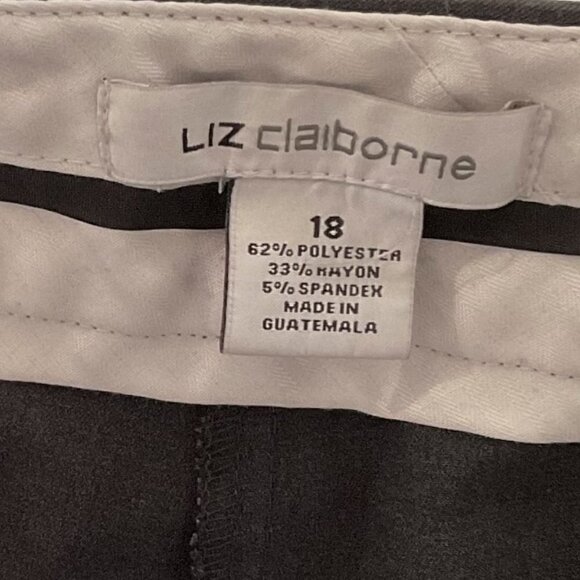 LIZ claiborne
18
62% POLYESTER
33% RAYON
5% SPANDEX
MADE IN
GUATEMALA